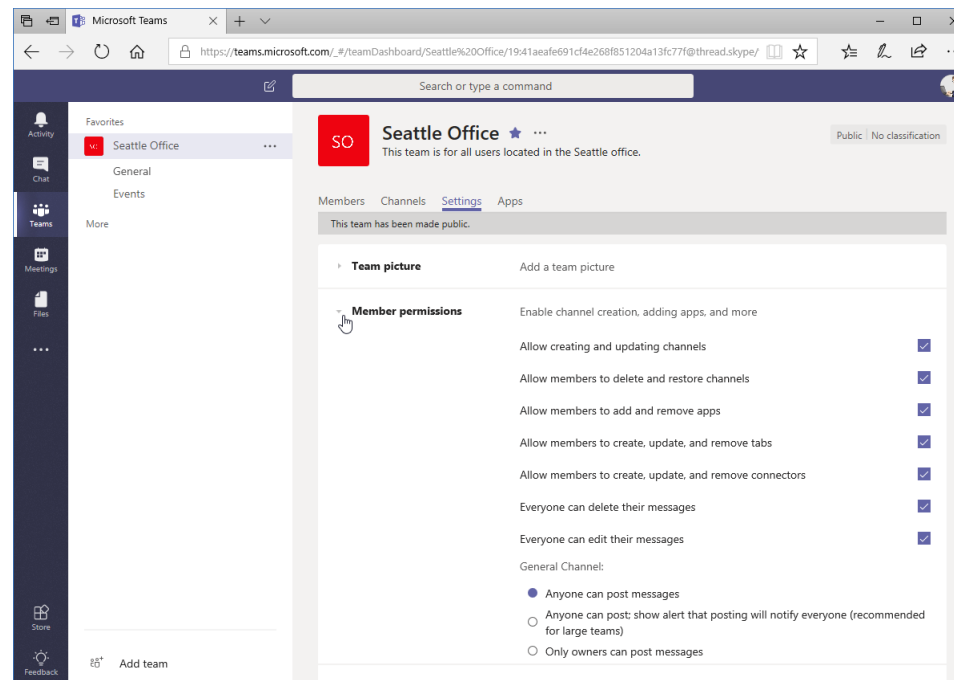 Microsoft Teams
https://teams.microsoft.com/_#/teamDashboard/Seattle%20Office/19:41aeafe691cf4e268f851204a13fc77f@thread.skype/
Search or type a command
Activity
Chat
Teams
Meetings
Files
Store
Feedback
Favorites
SO
Seattle Office
General
Events
More
Add team
SO
Seattle Office
This team is for all users located in the Seattle office.
Public
No classification
Members
Channels
Settings
Apps
This team has been made public.
Team picture
Add a team picture
Member permissions
Enable channel creation, adding apps, and more
Allow creating and updating channels
Allow members to delete and restore channels
Allow members to add and remove apps
Allow members to create, update, and remove tabs
Allow members to create, update, and remove connectors
Everyone can delete their messages
Everyone can edit their messages
General Channel:
Anyone can post messages
Anyone can post; show alert that posting will notify everyone (recommended
for large teams)
Only owners can post messages